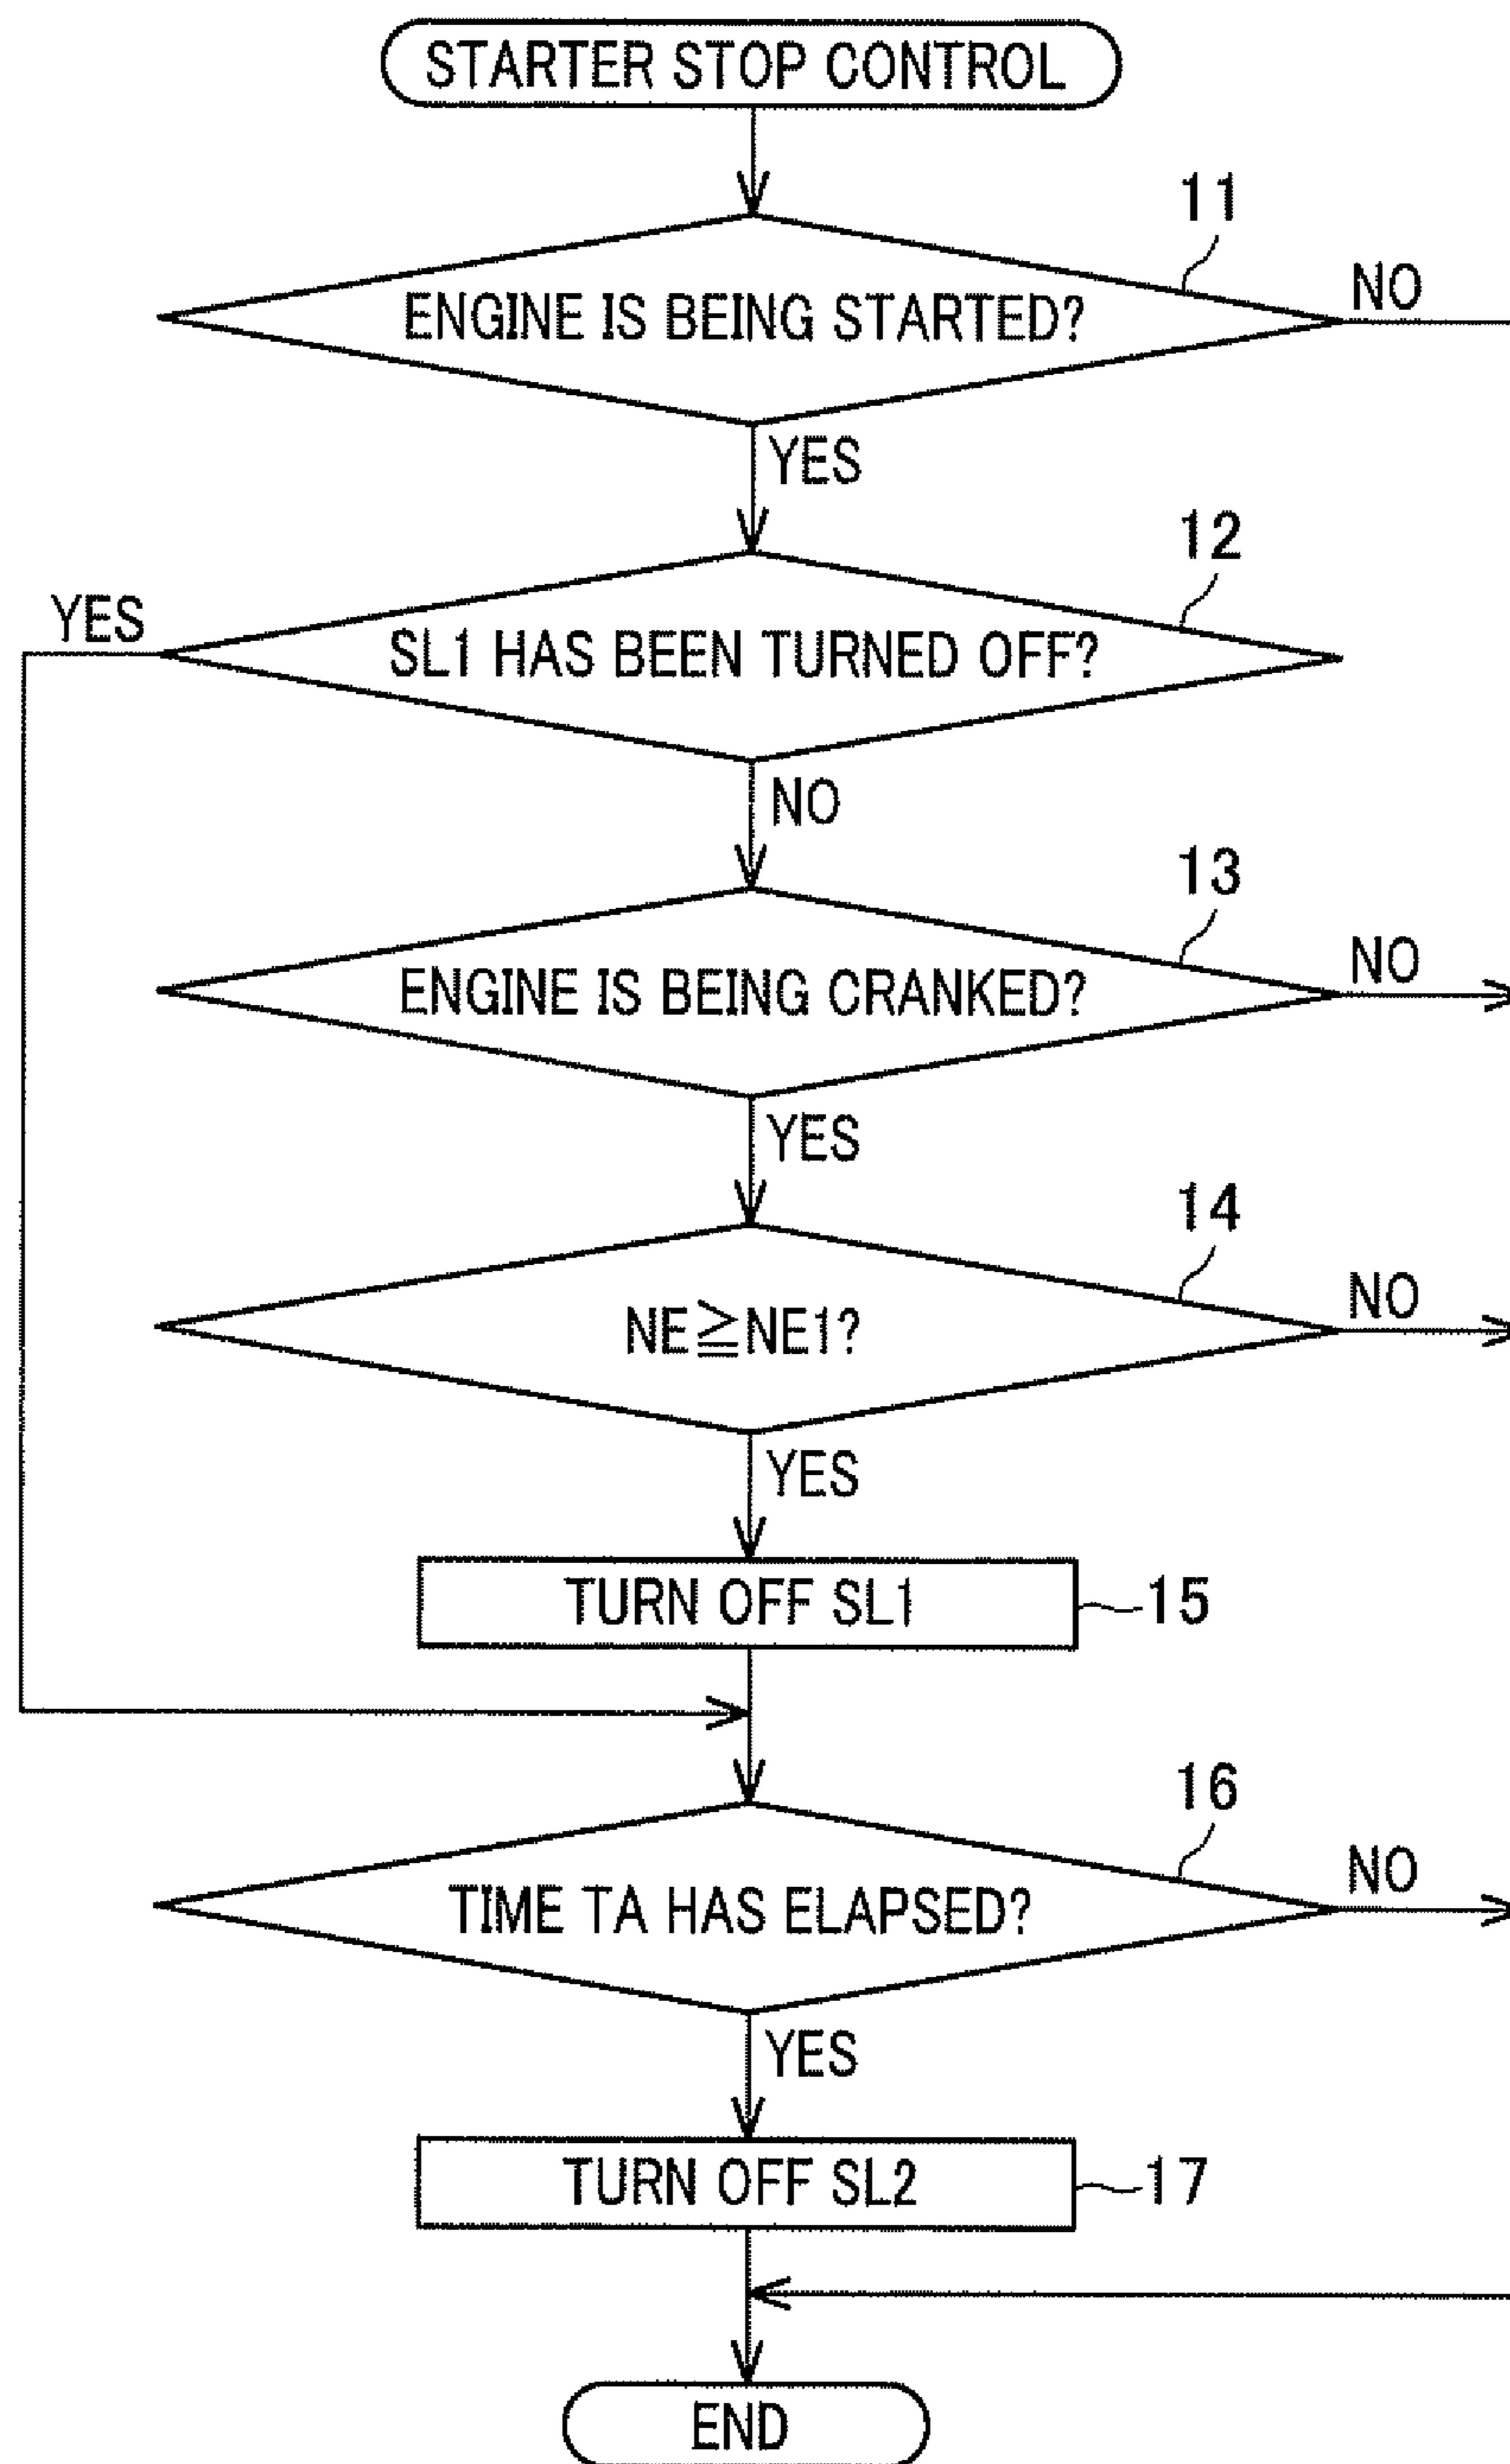 STARTER STOP CONTROL
11
ENGINE IS BEING STARTED?
NO
YES
12
YES
SL1 HAS BEEN TURNED OFF?
NO
13
ENGINE IS BEING CRANKED?
NO
YES
14
NE≧NE1?
NO
YES
TURN OFF SL1
15
16
TIME TA HAS ELAPSED?
NO
YES
TURN OFF SL2
17
END